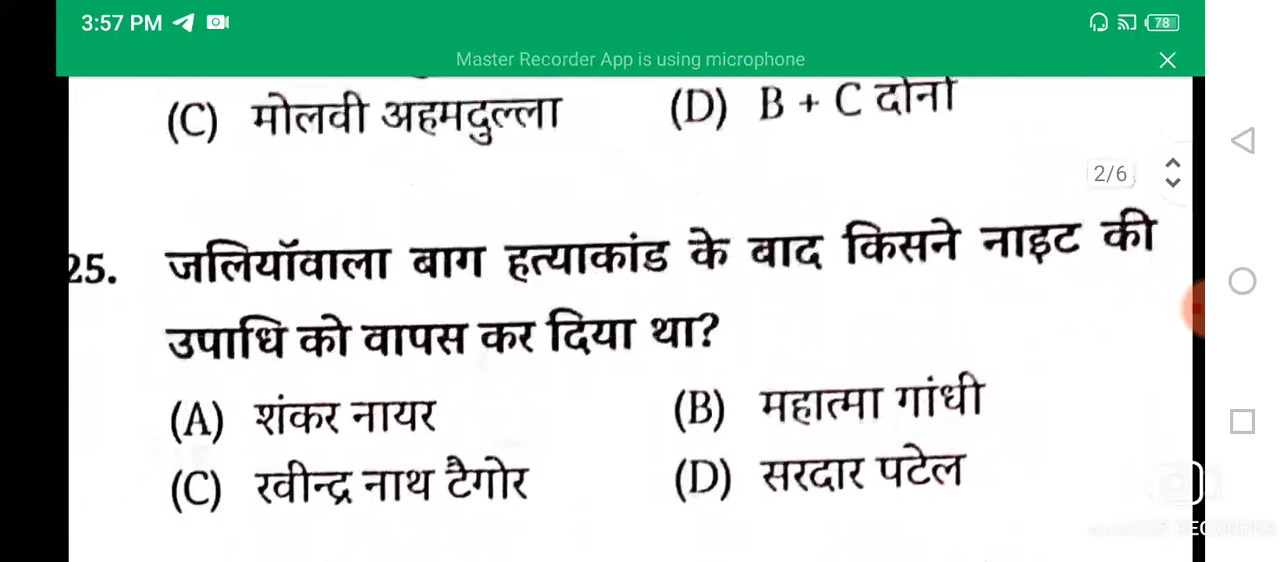 3:57 PM 78
Master Recorder App is using microphone
(C) मोलवी अहमदुल्ला (D) B + C दोनों
2/6
25. जलियाॅवाला बाग हत्याकांड के बाद किसने नाइट की
उपाधि को वापस कर दिया था?
(A) शंकर नायर (B) महात्मा गांधी
(C) रवीन्द्र नाथ टैगोर (D) सरदार पटेल
RECORDER